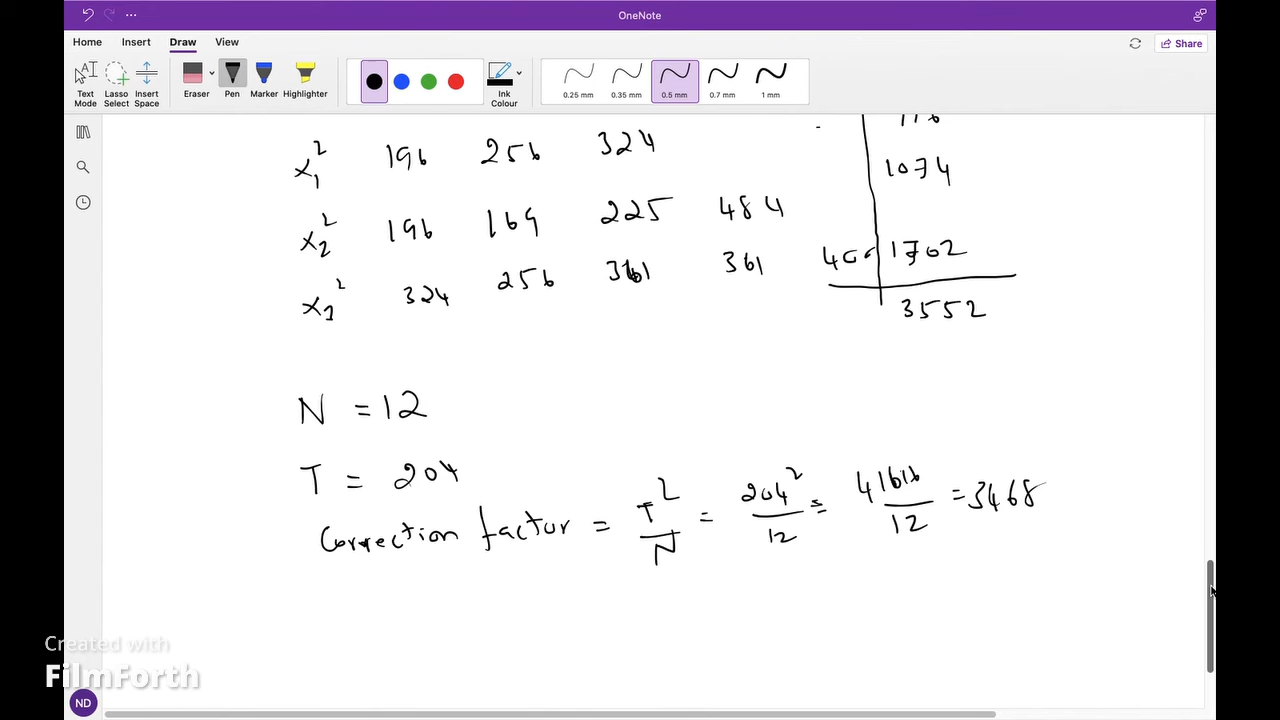 OneNote
Home Insert Draw View
Share
Text Mode
Lasso Select
Insert Space
Eraser
Pen
Marker
Highlighter
Ink Colour
0.25 mm
0.35 mm
0.5 mm
0.7 mm
1 mm
x₁² 196 256 324 1074
x₂² 196 169 225 484
x₃² 324 256 361 361 400 1702
3552
N = 12
T = 204
Correction factor = T²/N = 204²/12 = 41616/12 = 3468
Created with
FilmForth
ND